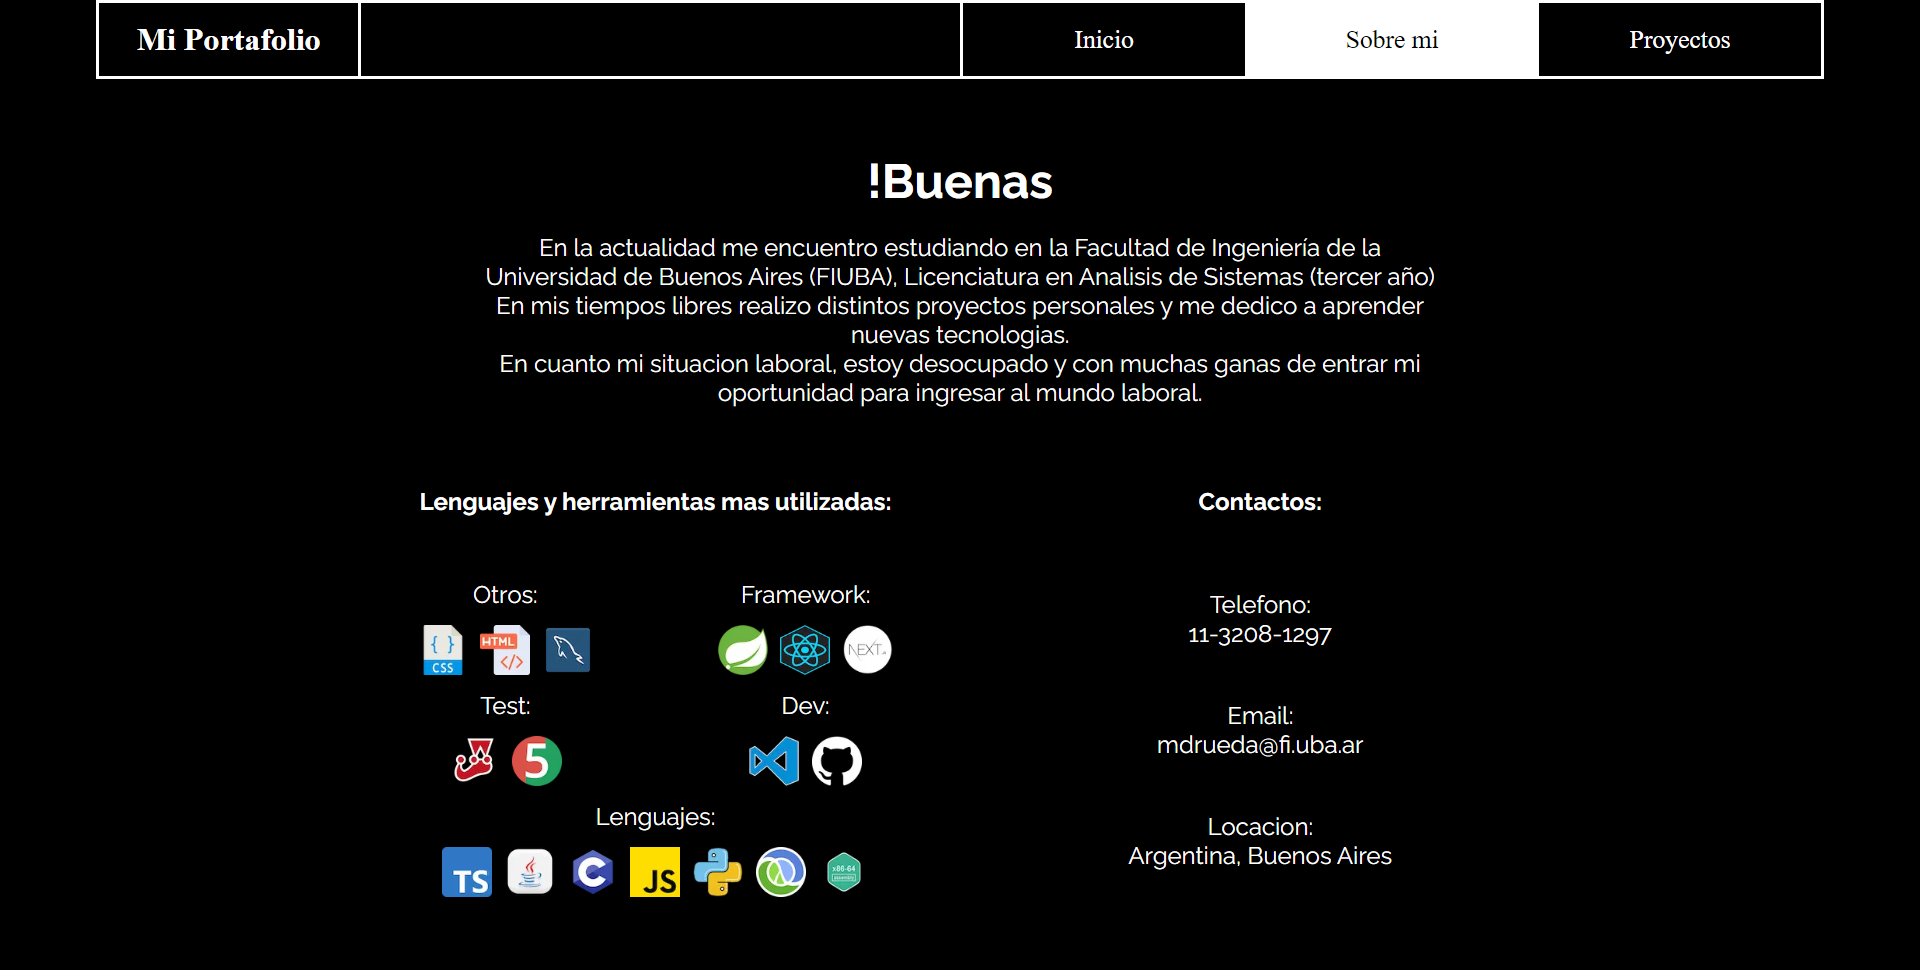 Mi Portafolio
Inicio
Sobre mi
Proyectos
!Buenas
En la actualidad me encuentro estudiando en la Facultad de Ingeniería de la
Universidad de Buenos Aires (FIUBA), Licenciatura en Analisis de Sistemas (tercer año)
En mis tiempos libres realizo distintos proyectos personales y me dedico a aprender
nuevas tecnologias.
En cuanto mi situacion laboral, estoy desocupado y con muchas ganas de entrar mi
oportunidad para ingresar al mundo laboral.
Lenguajes y herramientas mas utilizadas:
Otros:
{ }
CSS
HTML
</>
Framework:
NEXT.JS
Test:
5
Dev:
Lenguajes:
TS
C
JS
x86-64
assembly
Contactos:
Telefono:
11-3208-1297
Email:
mdrueda@fi.uba.ar
Locacion:
Argentina, Buenos Aires